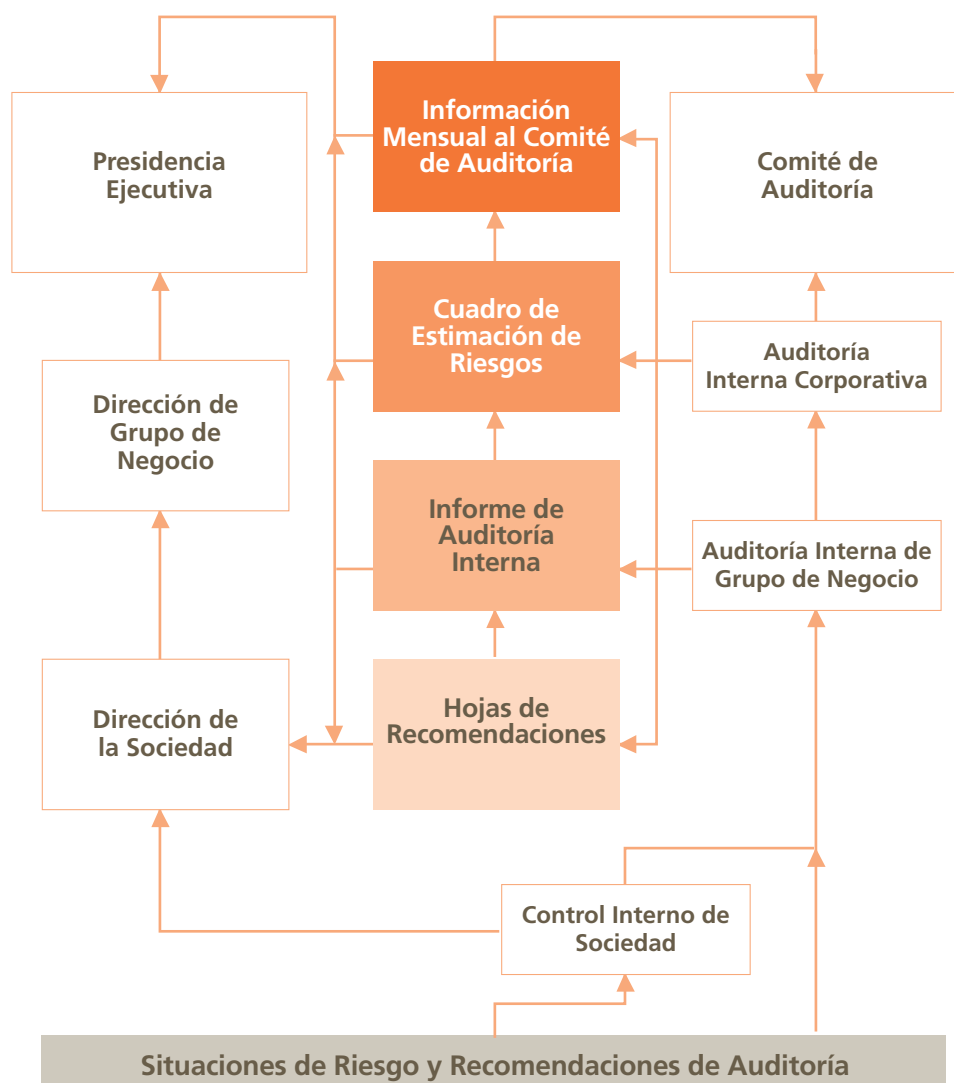 Información
Mensual al Comité
de Auditoría
Presidencia
Ejecutiva
Comité de
Auditoría
Cuadro de
Estimación de
Riesgos
Auditoría
Interna Corporativa
Dirección de
Grupo de
Negocio
Informe de
Auditoría
Interna
Auditoría Interna de
Grupo de Negocio
Dirección de
la Sociedad
Hojas de
Recomendaciones
Control Interno de
Sociedad
Situaciones de Riesgo y Recomendaciones de Auditoría